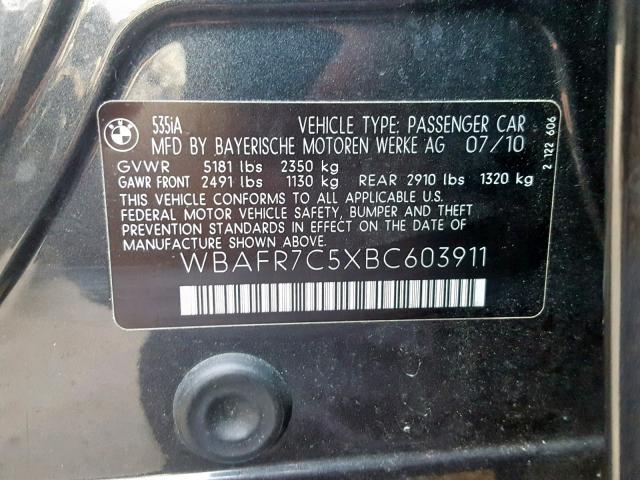 BMW
535iA
VEHICLE TYPE: PASSENGER CAR
MFD BY BAYERISCHE MOTOREN WERKE AG 07/10
GVWR 5181 lbs 2350 kg
GAWR FRONT 2491 lbs 1130 kg REAR 2910 lbs 1320 kg
THIS VEHICLE CONFORMS TO ALL APPLICABLE U.S.
FEDERAL MOTOR VEHICLE SAFETY, BUMPER AND THEFT
PREVENTION STANDARDS IN EFFECT ON THE DATE OF
MANUFACTURE SHOWN ABOVE.
WBAFR7C5XBC603911
2 122 606